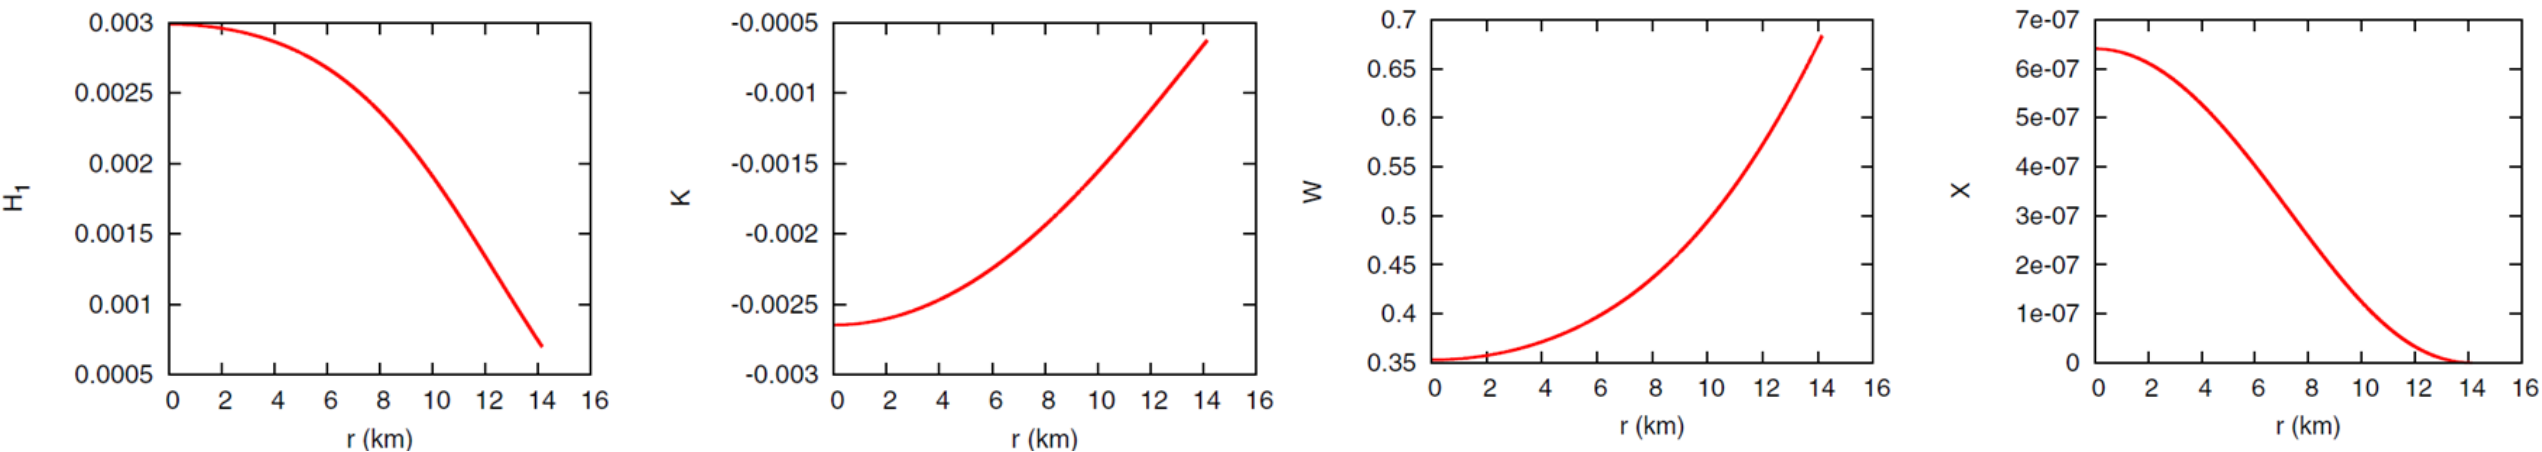 H1
0.003
0.0025
0.002
0.0015
0.001
0.0005
0 2 4 6 8 10 12 14 16
r (km)
K
-0.0005
-0.001
-0.0015
-0.002
-0.0025
-0.003
0 2 4 6 8 10 12 14 16
r (km)
W
0.7
0.65
0.6
0.55
0.5
0.45
0.4
0.35
0 2 4 6 8 10 12 14 16
r (km)
X
7e-07
6e-07
5e-07
4e-07
3e-07
2e-07
1e-07
0
0 2 4 6 8 10 12 14 16
r (km)